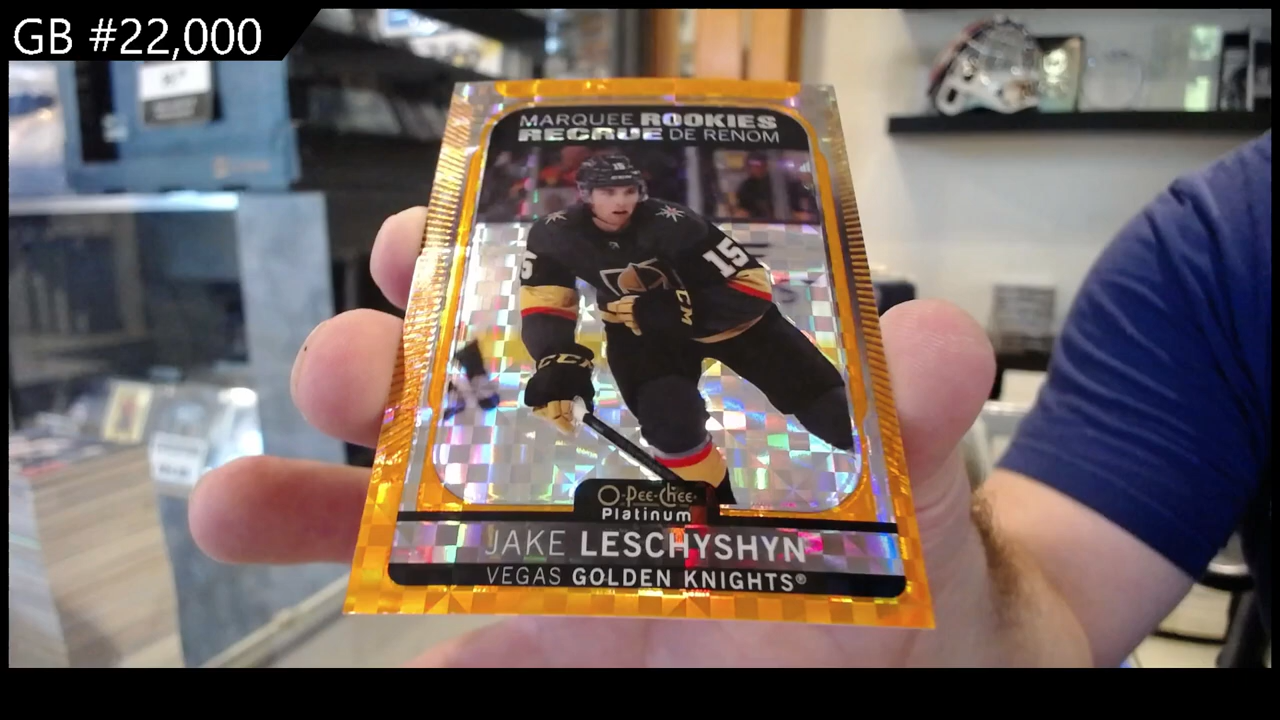 GB #22,000
MARQUEE ROOKIES
RECRUE DE RENOM
15
15
CCM
CCM
O-Pee-Chee
Platinum
JAKE LESCHYSHYN
VEGAS GOLDEN KNIGHTS®